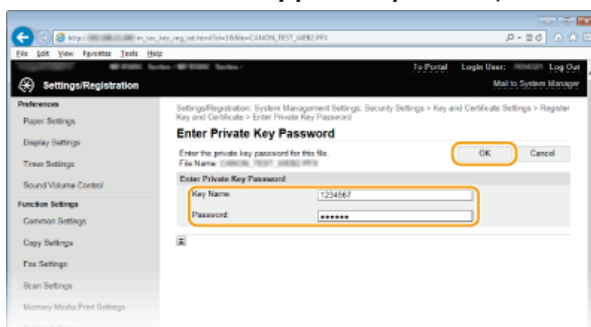 File Edit View Favorites Tools Help
To Portal Login User: Log Out
Settings/Registration
Mail to System Manager
Preferences
Paper Settings
Display Settings
Timer Settings
Sound Volume Control
Function Settings
Common Settings
Copy Settings
Fax Settings
Scan Settings
Memory Media Print Settings
Settings/Registration: System Management Settings: Security Settings > Key and Certificate Settings > Register
Key and Certificate > Enter Private Key Password
Enter Private Key Password
Enter the private key password for this file.
File Name:
OK Cancel
Enter Private Key Password
Key Name: 1234567
Password: ••••••